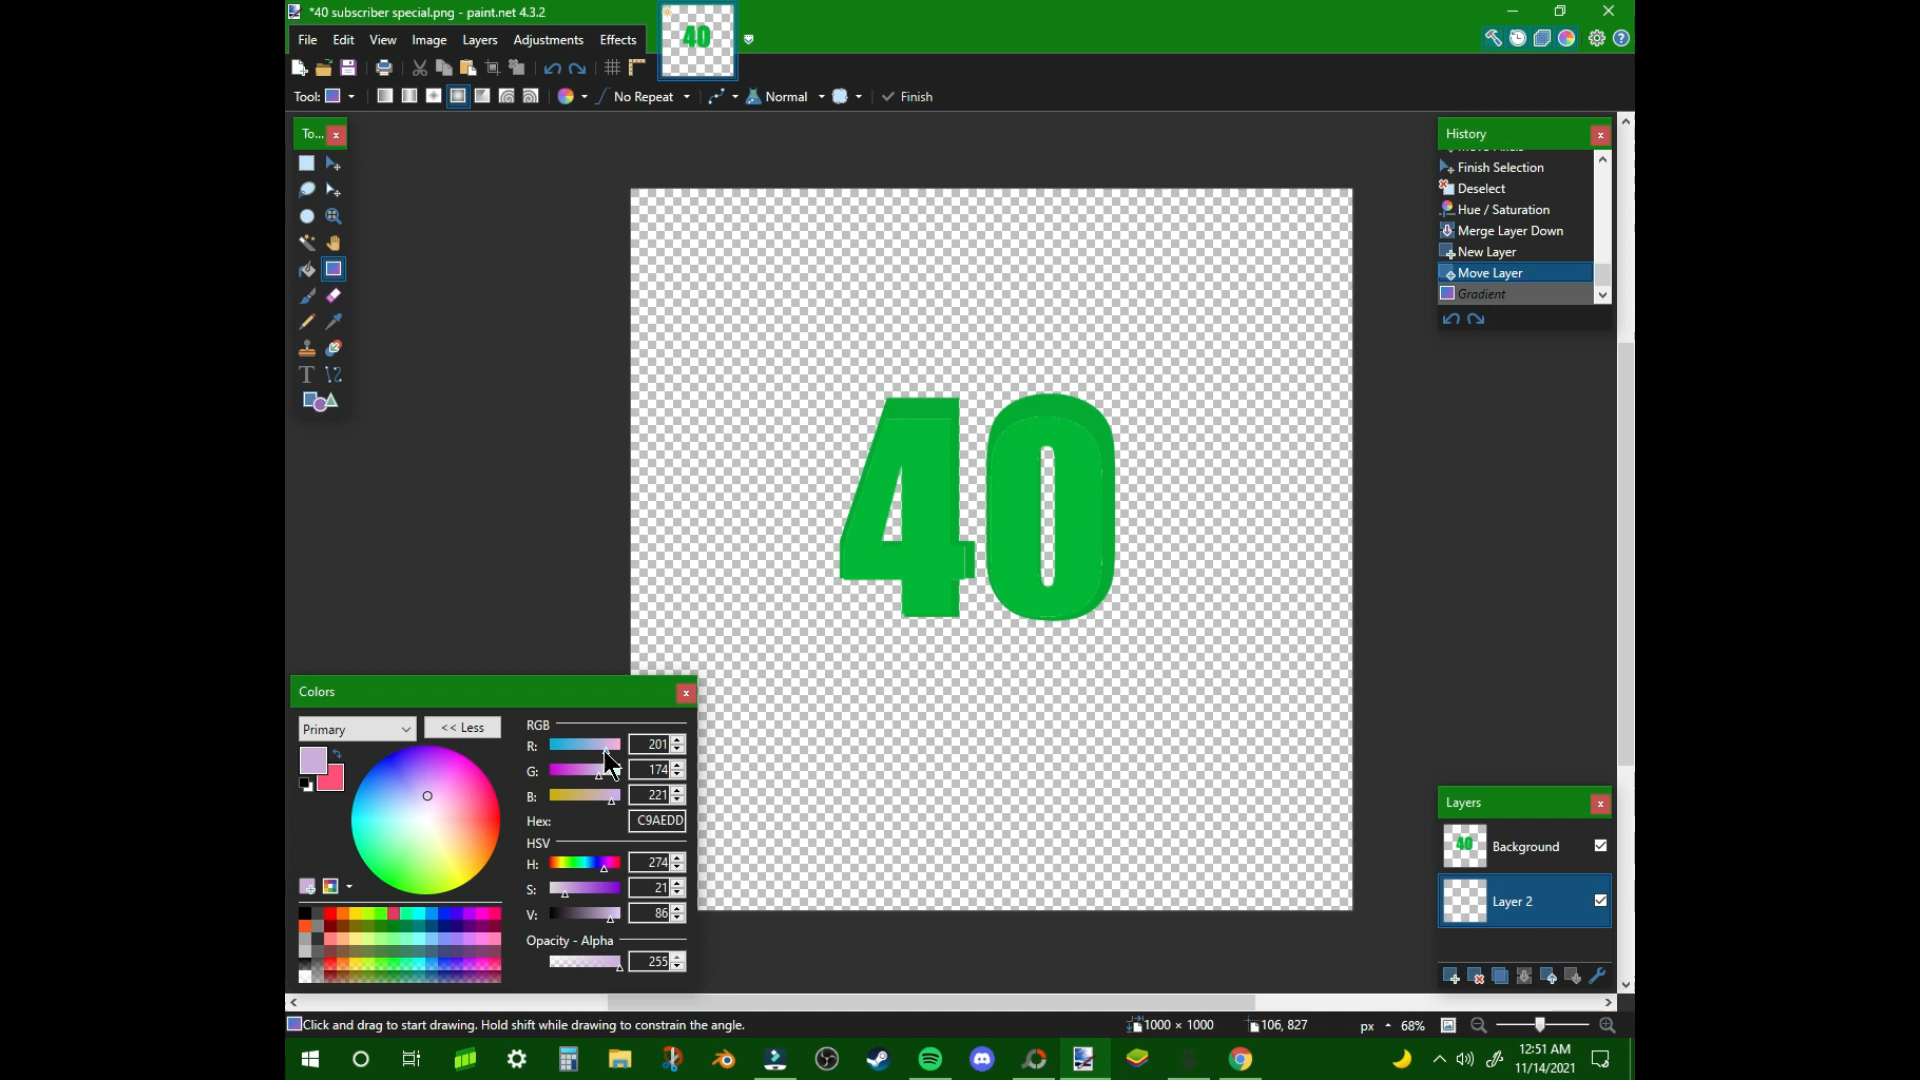 *40 subscriber special.png - paint.net 4.3.2
40
File Edit View Image Layers Adjustments Effects
Tool: No Repeat Normal Finish
To...
History
Finish Selection
Deselect
Hue / Saturation
Merge Layer Down
New Layer
Move Layer
Gradient
40
Colors
Primary
<< Less
RGB
R: 201
G: 174
B: 221
Hex: C9AEDD
HSV
H: 274
S: 21
V: 86
Opacity - Alpha
255
Layers
40
Background
Layer 2
Click and drag to start drawing. Hold shift while drawing to constrain the angle.
1000 × 1000
106, 827
px
68%
12:51 AM
11/14/2021